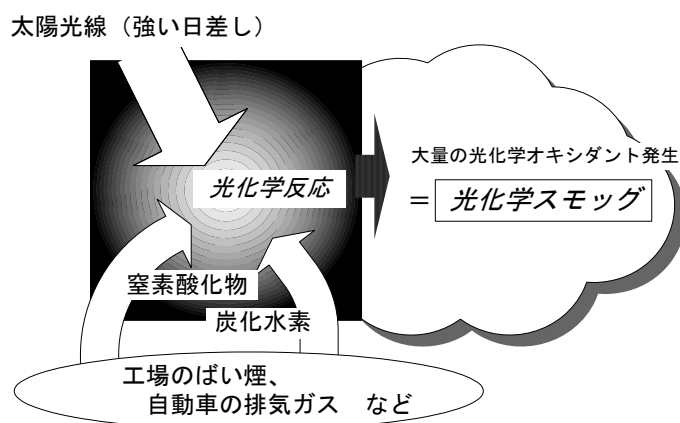 太陽光線（強い日差し）
光化学反応
大量の光化学オキシダント発生
＝ 光化学スモッグ
窒素酸化物
炭化水素
工場のばい煙、
自動車の排気ガス　など